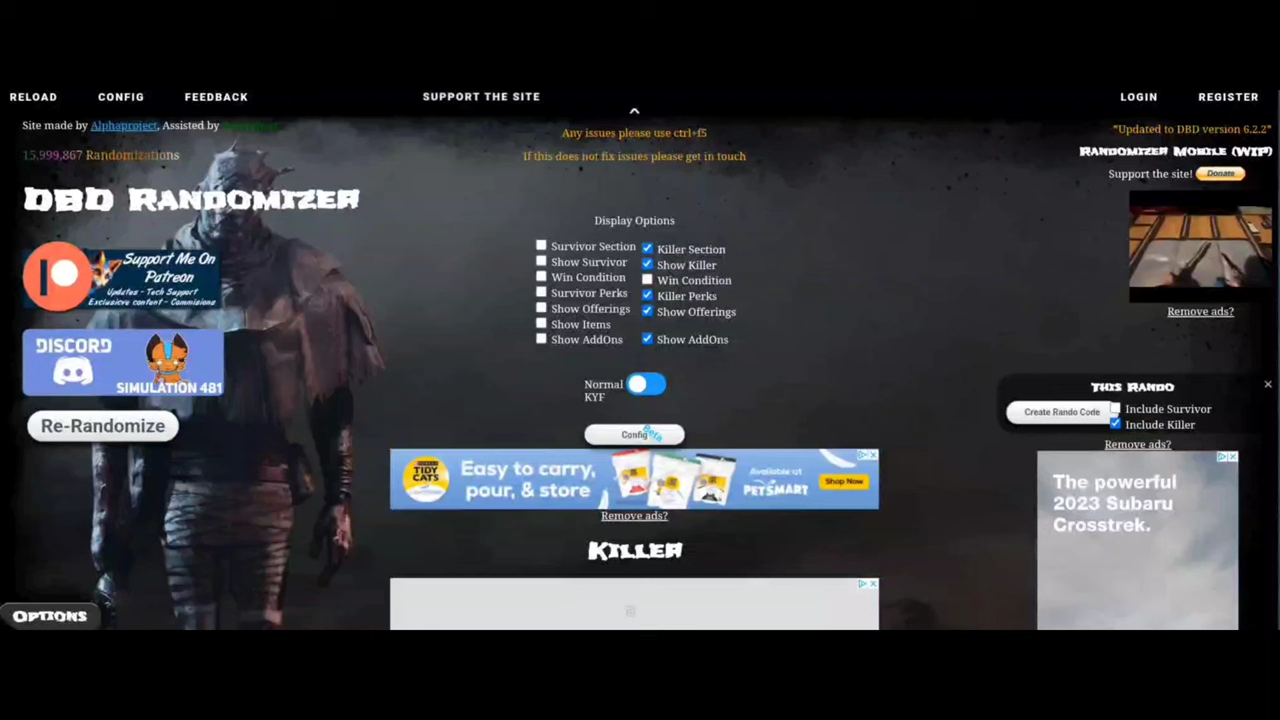 RELOAD CONFIG FEEDBACK SUPPORT THE SITE LOGIN REGISTER
Site made by Alphaproject, Assisted by
15,999,867 Randomizations
DBD Randomizer
Support Me On
Patreon
Updates - Tech Support
Exclusive content - Commisions
DISCORD
SIMULATION 481
Re-Randomize
OPTIONS
Any issues please use ctrl+f5
If this does not fix issues please get in touch
Display Options
Survivor Section
Show Survivor
Win Condition
Survivor Perks
Show Offerings
Show Items
Show AddOns
Killer Section
Show Killer
Win Condition
Killer Perks
Show Offerings
Show AddOns
Normal
KYF
Config
Beta
TIDY CATS
Easy to carry,
pour, & store
Available at
PETSMART
Shop Now
Remove ads?
Killer
"Updated to DBD version 6.2.2"
Randomizer Mobile (WIP)
Support the site! Donate
Remove ads?
This Rando
Create Rando Code
Include Survivor
Include Killer
Remove ads?
The powerful
2023 Subaru
Crosstrek.